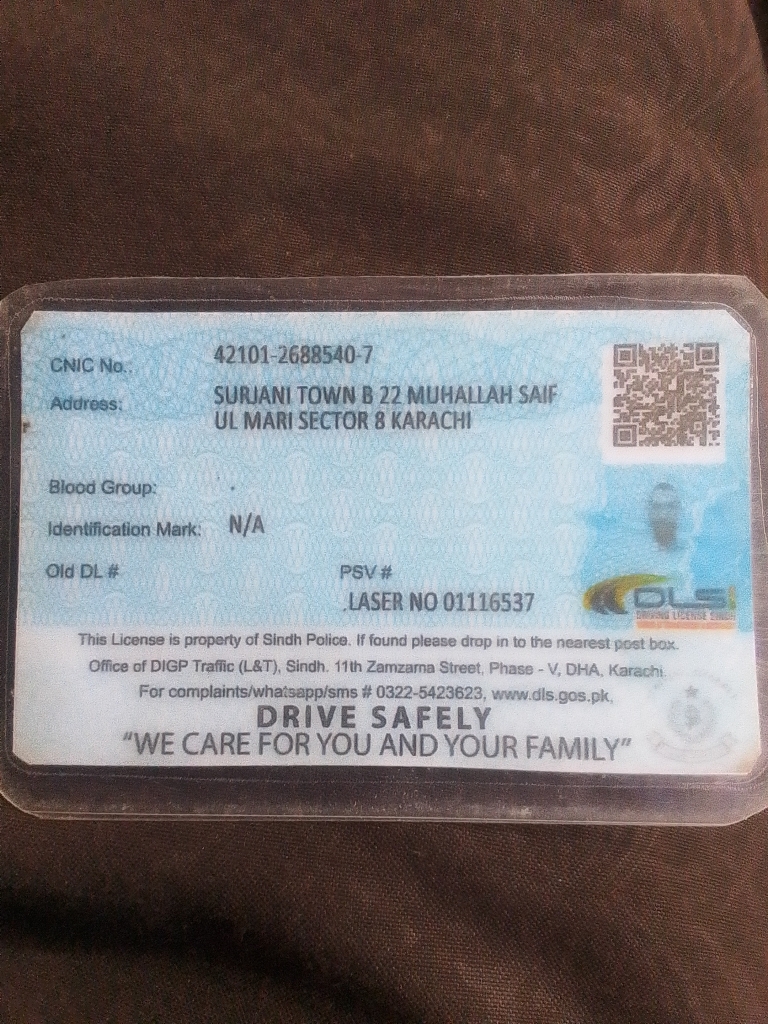 CNIC No.: 42101-2688540-7
Address: SURJANI TOWN B 22 MUHALLAH SAIF
UL MARI SECTOR 8 KARACHI
Blood Group: .
Identification Mark: N/A
Old DL # PSV #
.LASER NO 01116537
DLS
DRIVING LICENSE SINDH
This License is property of Sindh Police. If found please drop in to the nearest post box.
Office of DIGP Traffic (L&T), Sindh. 11th Zamzama Street, Phase - V, DHA, Karachi.
For complaints/whatsapp/sms # 0322-5423623, www.dls.gos.pk,
DRIVE SAFELY
"WE CARE FOR YOU AND YOUR FAMILY"